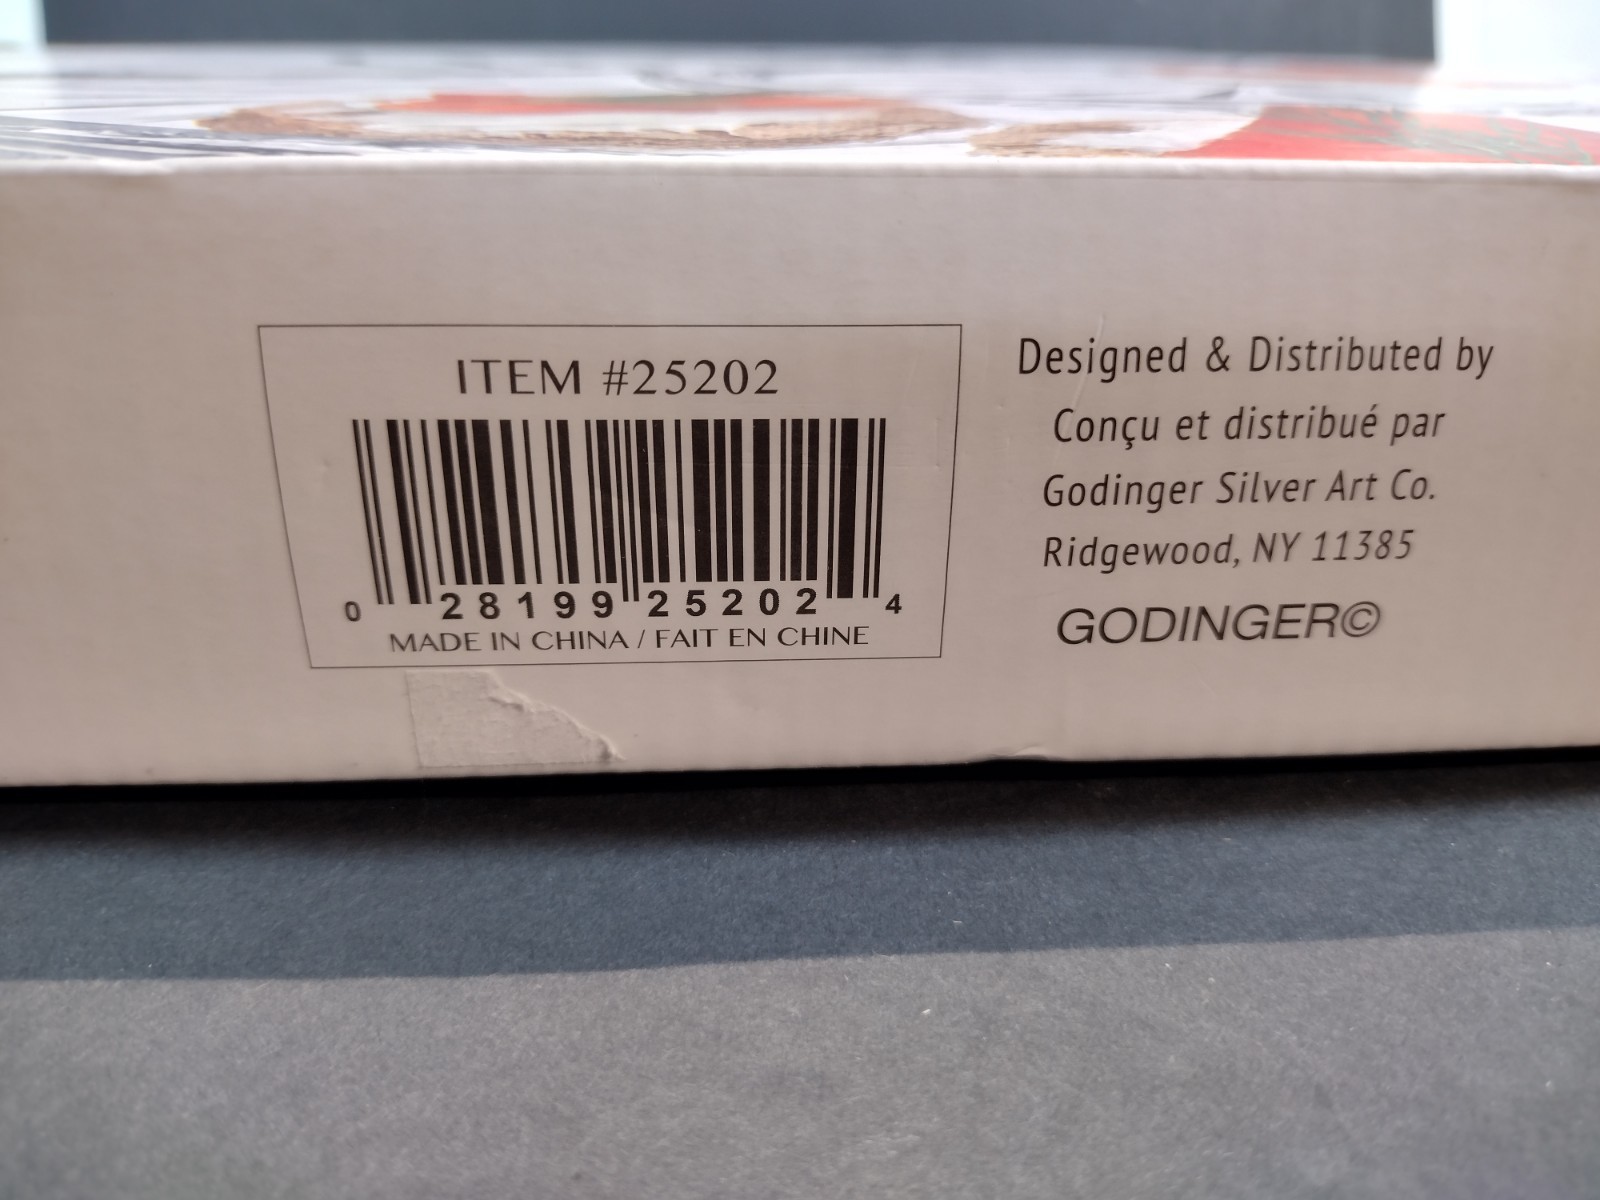 ITEM #25202
0 28199 25202 4
MADE IN CHINA / FAIT EN CHINE
Designed & Distributed by
Conçu et distribué par
Godinger Silver Art Co.
Ridgewood, NY 11385
GODINGER©